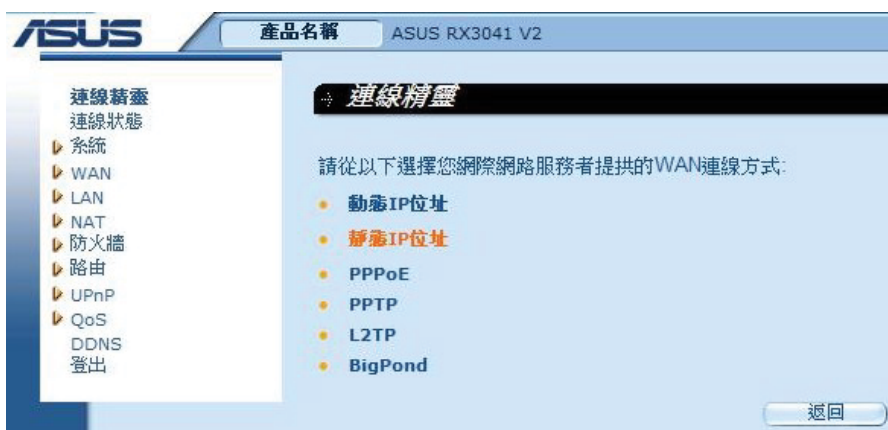 ASUS
產品名稱 ASUS RX3041 V2
連線精靈
連線狀態
系統
WAN
LAN
NAT
防火牆
路由
UPnP
QoS
DDNS
登出
連線精靈
請從以下選擇您網際網路服務者提拱的WAN連線方式:
動態IP位址
靜態IP位址
PPPoE
PPTP
L2TP
BigPond
返回